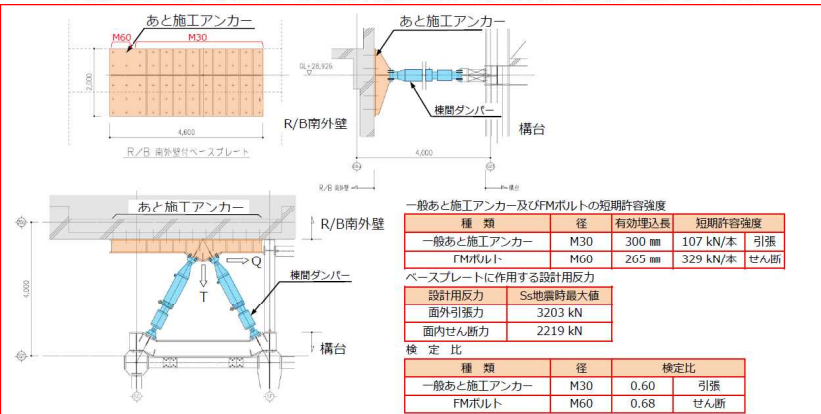 あと施工アンカー
M60
M30
2,000
4,600
R/B 南外壁付ベースプレート
あと施工アンカー
GL+28,926
棟間ダンパー
R/B南外壁
構台
4,000
R/B 南外壁
構台
あと施工アンカー
R/B南外壁
Q
T
棟間ダンパー
4,000
構台
一般あと施工アンカー及びFMボルトの短期許容強度
種 類 径 有効埋込長 短期許容強度
一般あと施工アンカー M30 300 mm 107 kN/本 引張
FMボルト M60 265 mm 329 kN/本 せん断
ベースプレートに作用する設計用反力
設計用反力 Ss地震時最大値
面外引張力 3203 kN
面内せん断力 2219 kN
検 定 比
種 類 径 検定比
一般あと施工アンカー M30 0.60 引張
FMボルト M60 0.68 せん断